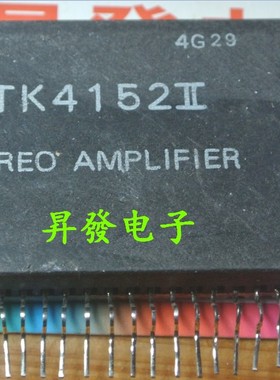 4G29
TK4152II
REO AMPLIFIER
昇發电子